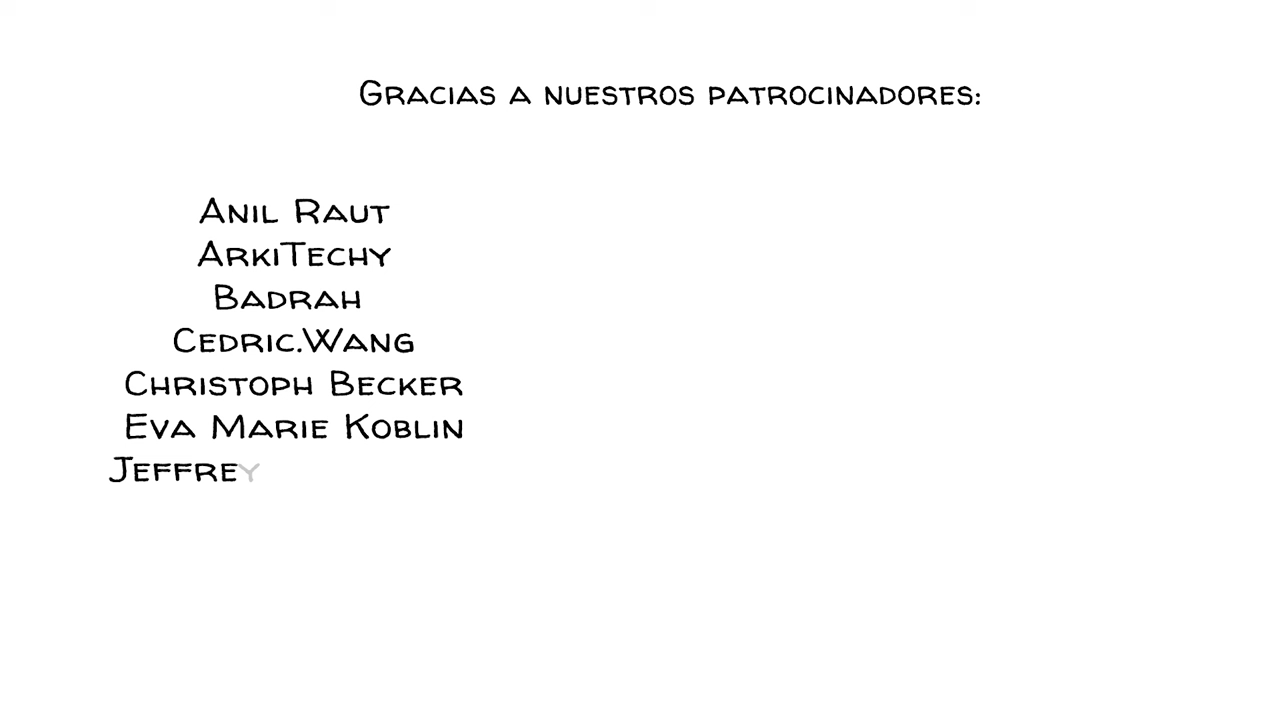 Gracias a nuestros patrocinadores:
Anil Raut
ArkiTechy
Badrah
Cedric.Wang
Christoph Becker
Eva Marie Koblin
Jeffrey